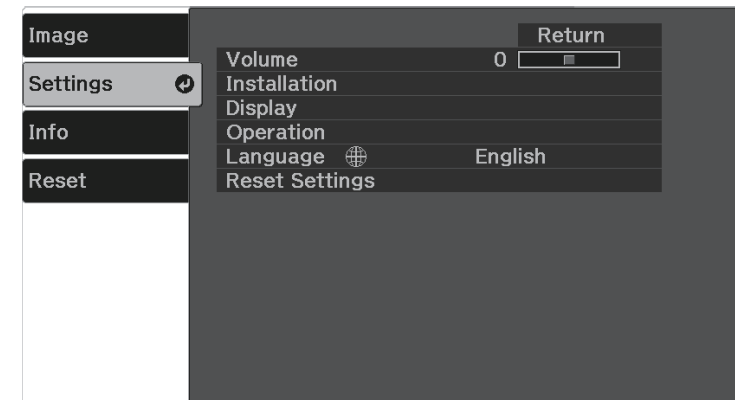 Image
Settings
Info
Reset
Return
Volume 0
Installation
Display
Operation
Language English
Reset Settings